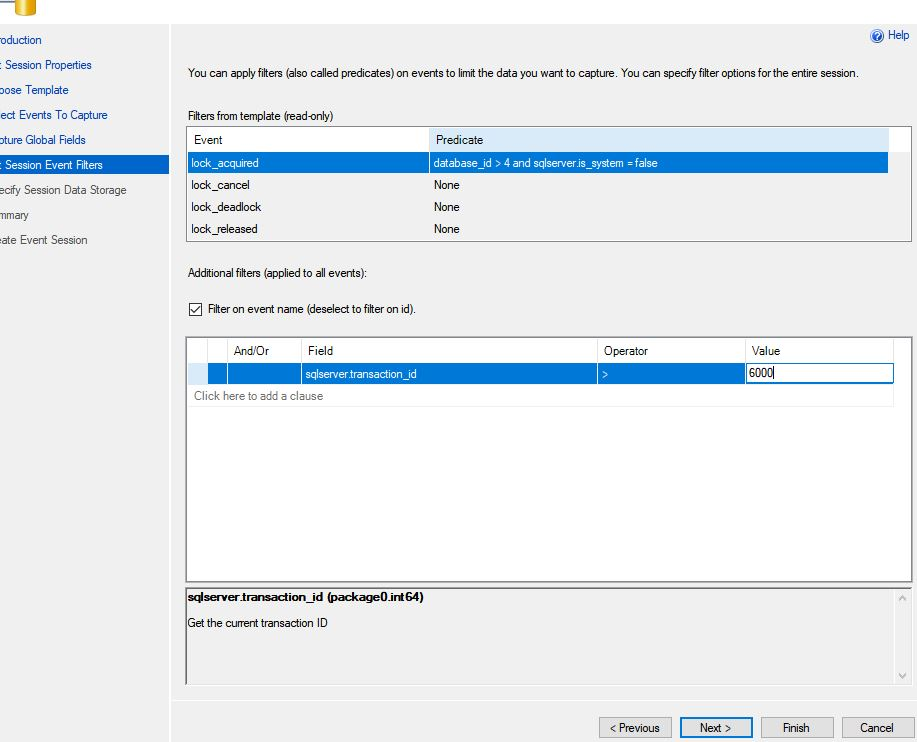 Help
roduction
t Session Properties
oose Template
lect Events To Capture
pture Global Fields
t Session Event Filters
ecify Session Data Storage
mmary
eate Event Session
You can apply filters (also called predicates) on events to limit the data you want to capture. You can specify filter options for the entire session.
Filters from template (read-only)
Event Predicate
lock_acquired database_id > 4 and sqlserver.is_system = false
lock_cancel None
lock_deadlock None
lock_released None
Additional filters (applied to all events):
Filter on event name (deselect to filter on id).
And/Or Field Operator Value
sqlserver.transaction_id > 6000
Click here to add a clause
sqlserver.transaction_id (package0.int64)
Get the current transaction ID
< Previous Next > Finish Cancel